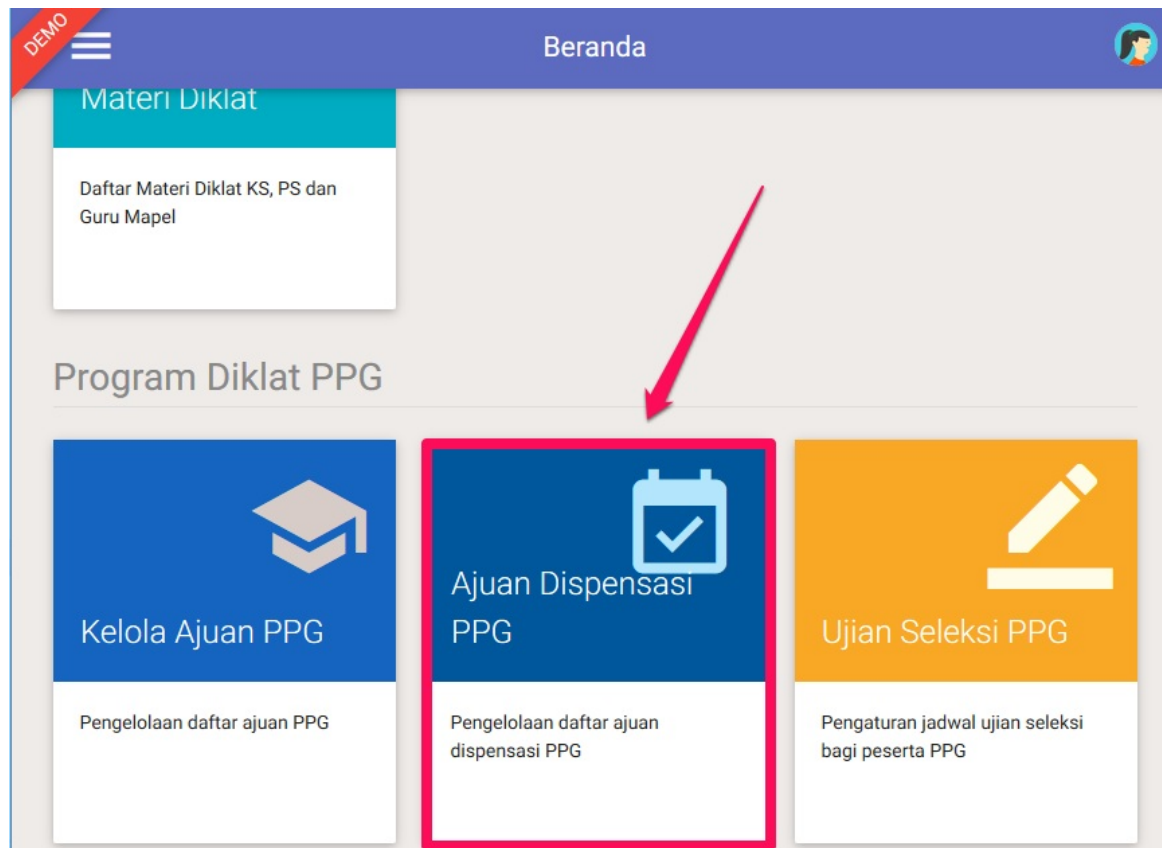 DEMO
Beranda
Materi Diklat
Daftar Materi Diklat KS, PS dan
Guru Mapel
Program Diklat PPG
Kelola Ajuan PPG
Pengelolaan daftar ajuan PPG
Ajuan Dispensasi
PPG
Pengelolaan daftar ajuan
dispensasi PPG
Ujian Seleksi PPG
Pengaturan jadwal ujian seleksi
bagi peserta PPG